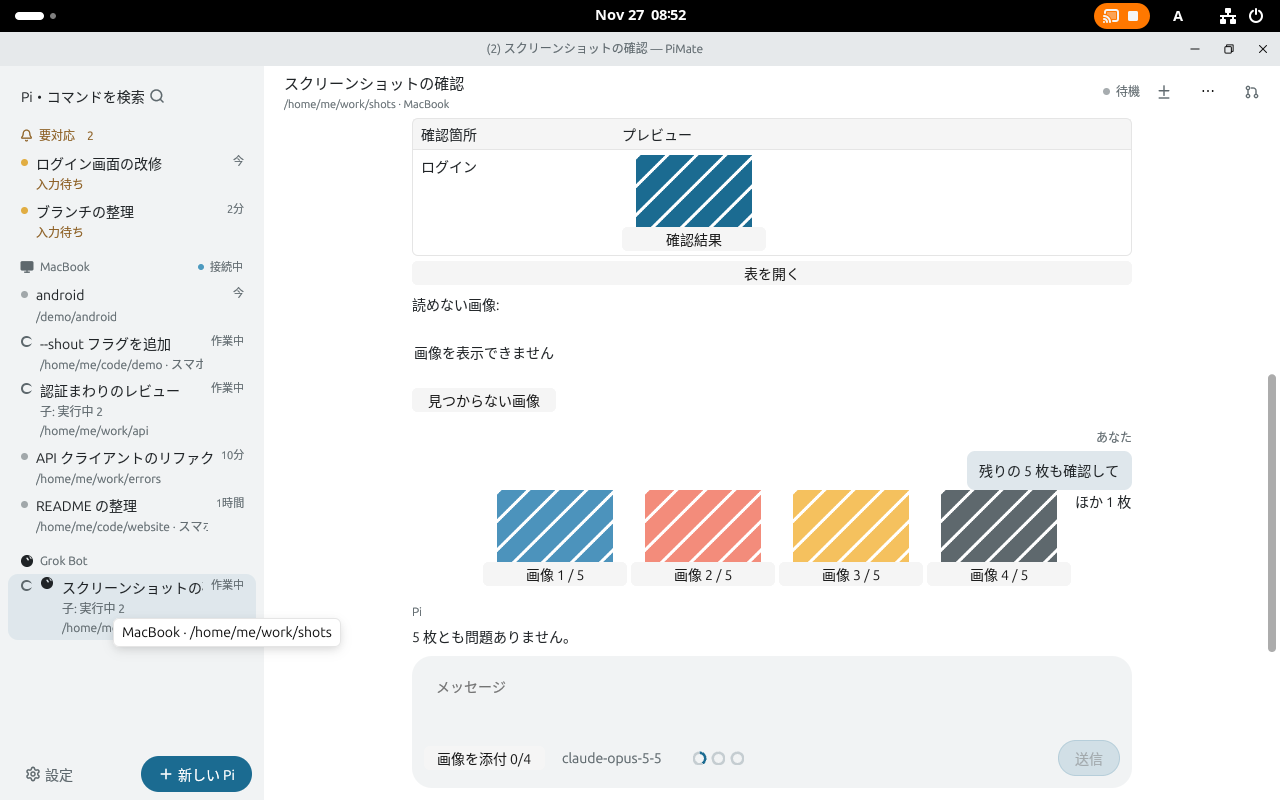 Nov 27 08:52
A
(2) スクリーンショットの確認 — PiMate
Pi・コマンドを検索
要対応 2
ログイン画面の改修 今
入力待ち
ブランチの整理 2分
入力待ち
MacBook 接続中
android 今
/demo/android
--shout フラグを追加 作業中
/home/me/code/demo · スマホ
認証まわりのレビュー 作業中
子: 実行中 2
/home/me/work/api
API クライアントのリファク 10分
/home/me/work/errors
README の整理 1時間
/home/me/code/website · スマホ
Grok Bot
スクリーンショットの 作業中
子: 実行中 2
/home/me
MacBook · /home/me/work/shots
設定
新しい Pi
スクリーンショットの確認
/home/me/work/shots · MacBook
待機
確認箇所 プレビュー
ログイン
確認結果
表を開く
読めない画像:
画像を表示できません
見つからない画像
あなた
残りの 5 枚も確認して
ほか 1 枚
画像 1 / 5 画像 2 / 5 画像 3 / 5 画像 4 / 5
Pi
5 枚とも問題ありません。
メッセージ
画像を添付 0/4 claude-opus-5-5
送信